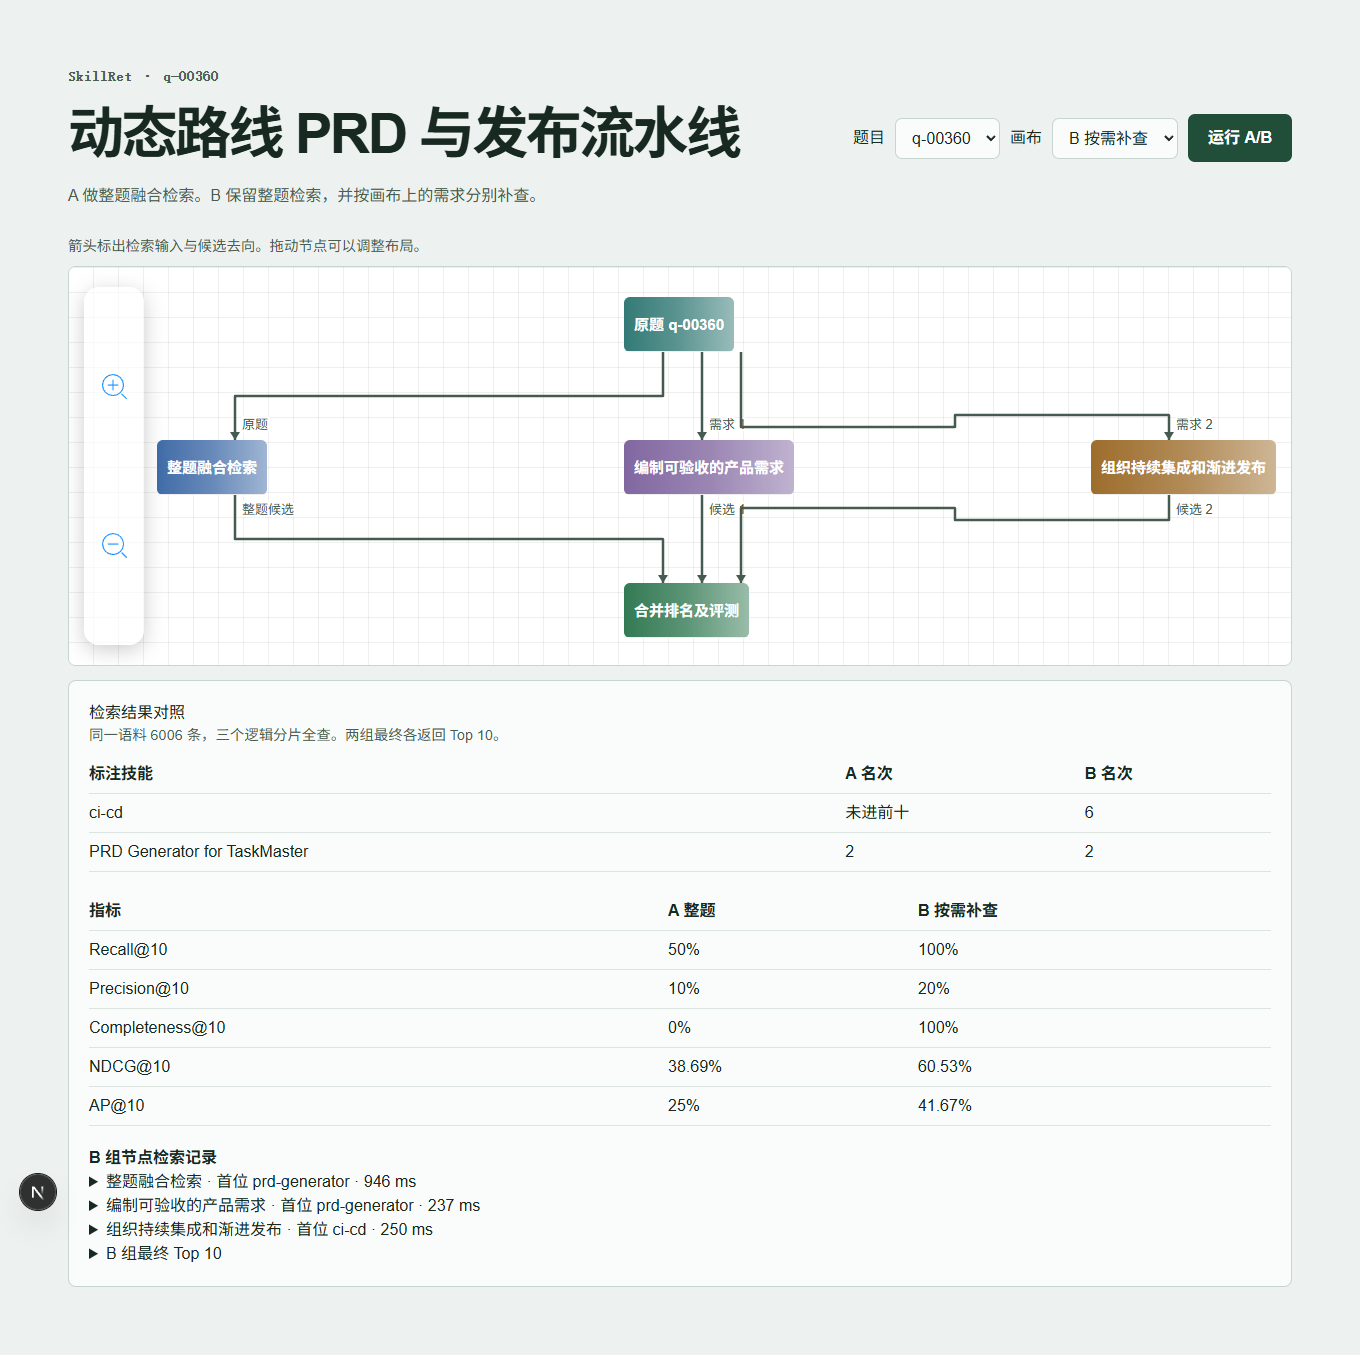 SkillRet · q-00360
动态路线 PRD 与发布流水线
题目 q-00360 画布 B 按需补查 运行 A/B
A 做整题融合检索。B 保留整题检索，并按画布上的需求分别补查。
箭头标出检索输入与候选去向。拖动节点可以调整布局。
原题 q-00360
原题 需求 需求 2
整题融合检索 编制可验收的产品需求 组织持续集成和渐进发布
整题候选 候选 候选 2
合并排名及评测
检索结果对照
同一语料 6006 条，三个逻辑分片全查。两组最终各返回 Top 10。
标注技能 A 名次 B 名次
ci-cd 未进前十 6
PRD Generator for TaskMaster 2 2
指标 A 整题 B 按需补查
Recall@10 50% 100%
Precision@10 10% 20%
Completeness@10 0% 100%
NDCG@10 38.69% 60.53%
AP@10 25% 41.67%
B 组节点检索记录
整题融合检索 · 首位 prd-generator · 946 ms
编制可验收的产品需求 · 首位 prd-generator · 237 ms
组织持续集成和渐进发布 · 首位 ci-cd · 250 ms
B 组最终 Top 10
N